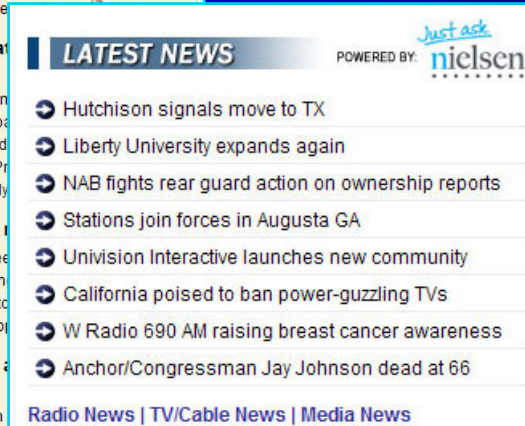 LATEST NEWS
POWERED BY:
Just ask
nielsen
Hutchison signals move to TX
Liberty University expands again
NAB fights rear guard action on ownership reports
Stations join forces in Augusta GA
Univision Interactive launches new community
California poised to ban power-guzzling TVs
W Radio 690 AM raising breast cancer awareness
Anchor/Congressman Jay Johnson dead at 66
Radio News | TV/Cable News | Media News